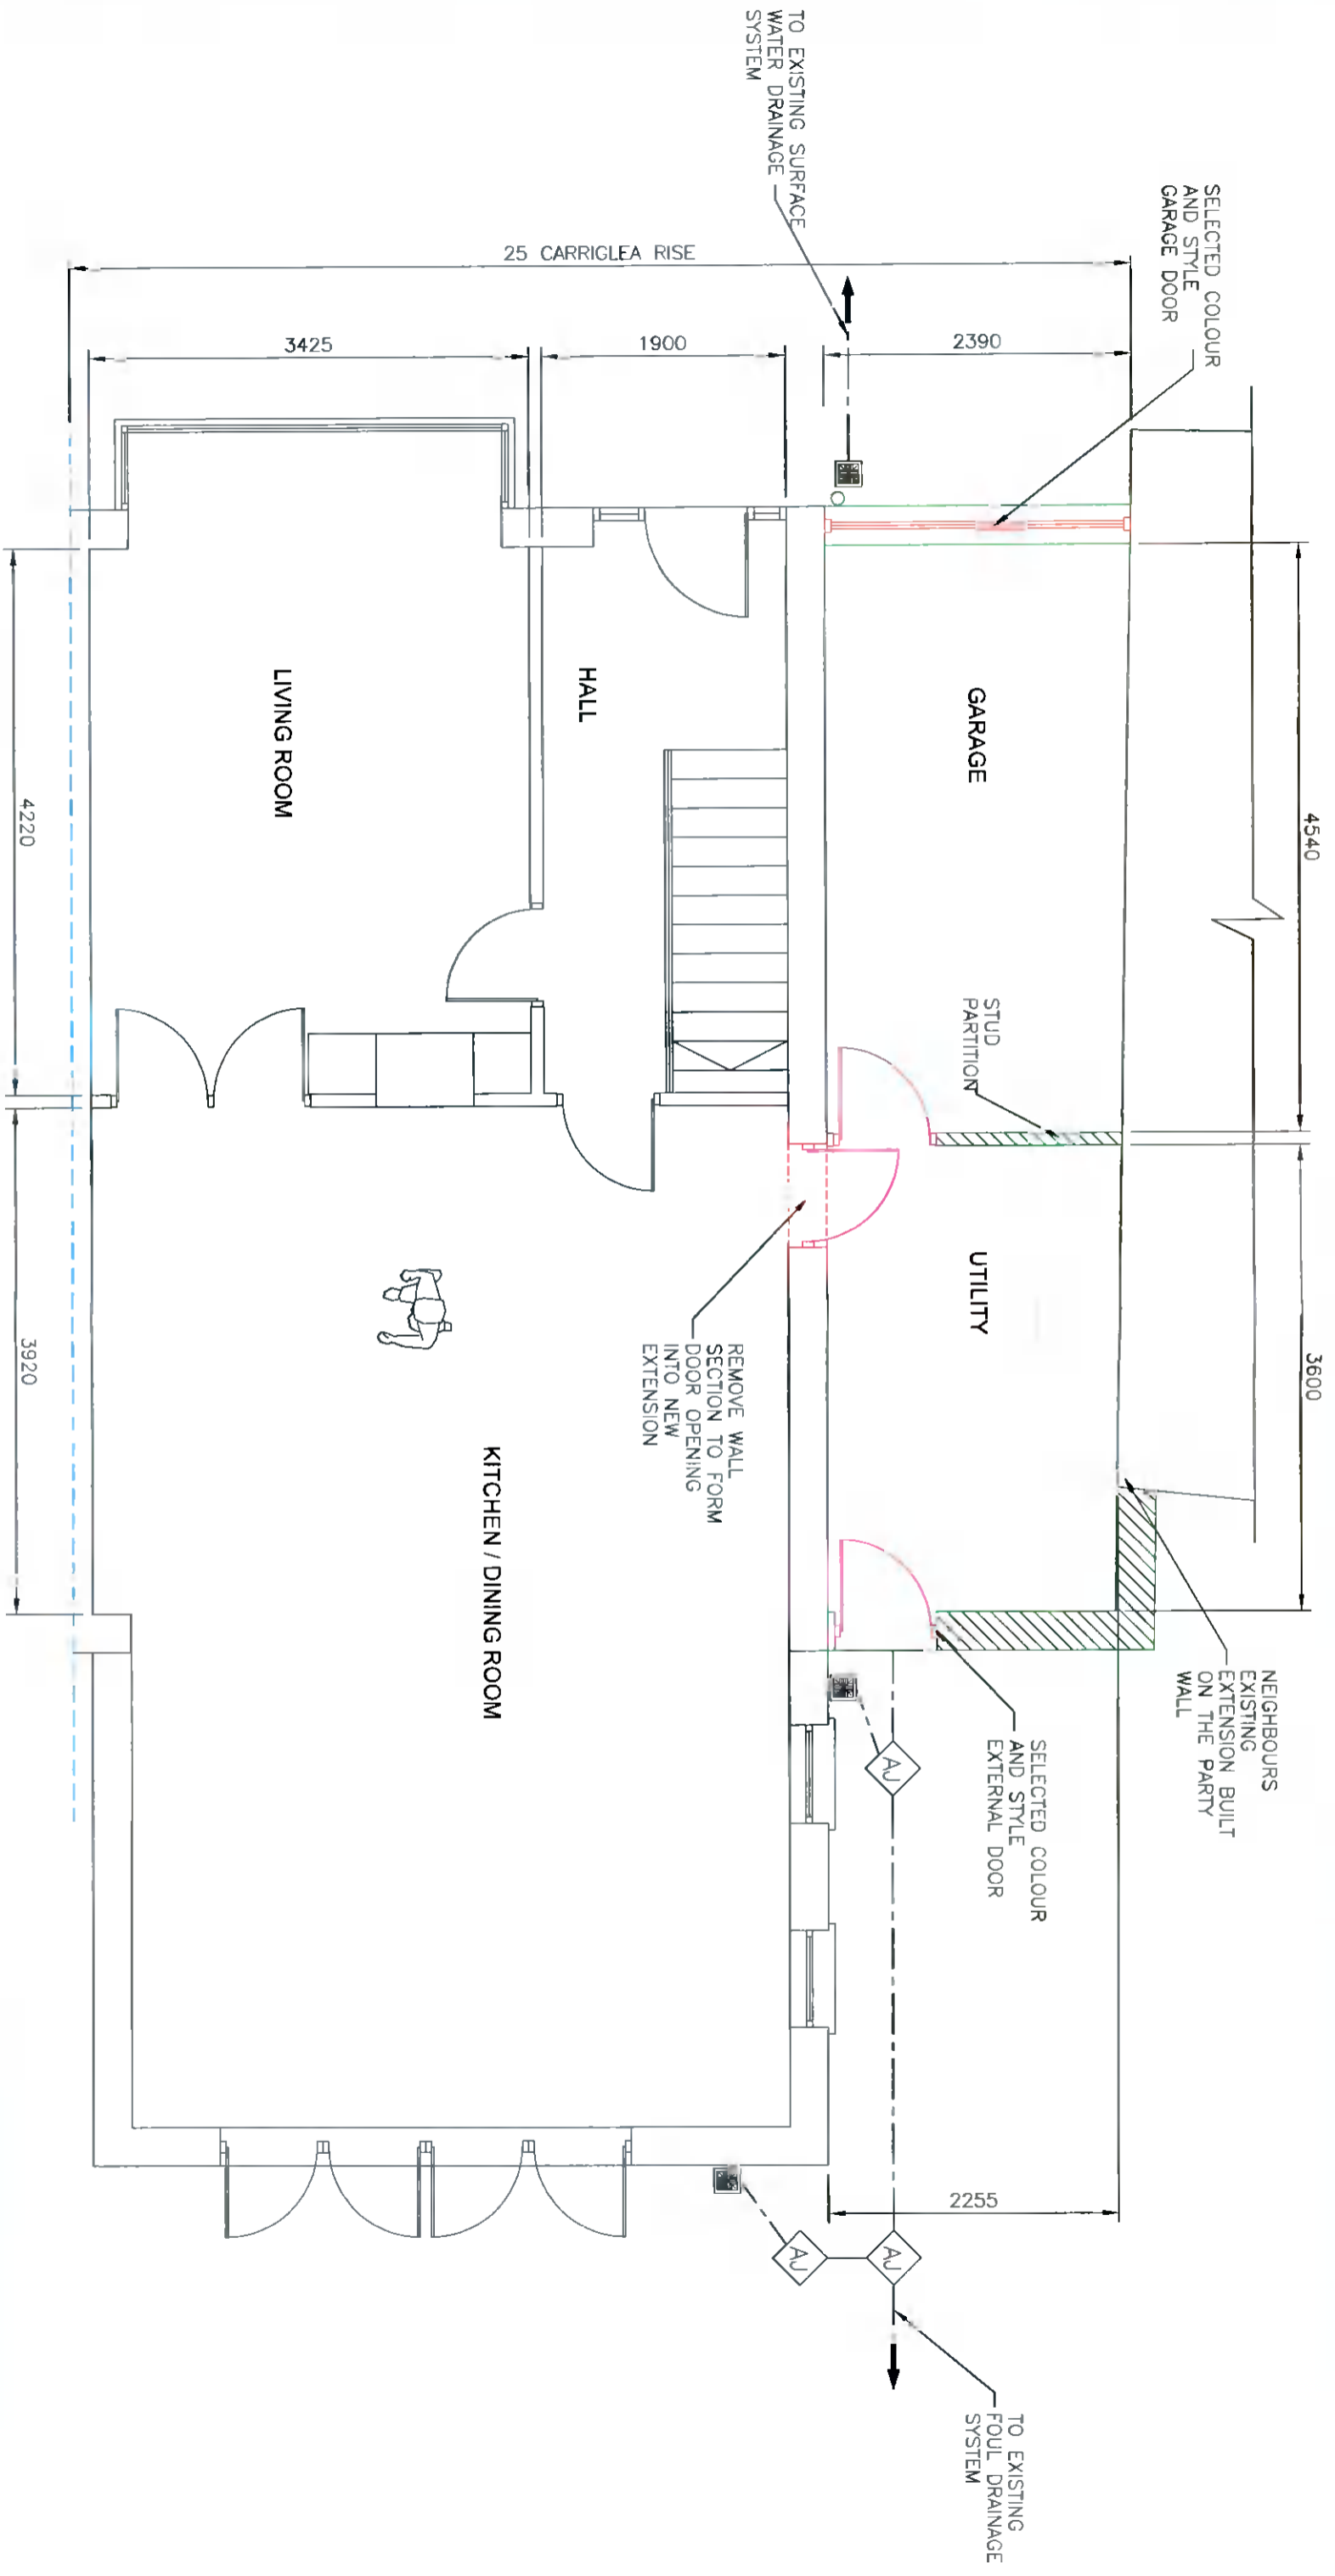 TO EXISTING SURFACE
WATER DRAINAGE
SYSTEM
SELECTED COLOUR
AND STYLE
GARAGE DOOR
25 CARRIGLEA RISE
3425
1900
2390
4540
3600
GARAGE
HALL
LIVING ROOM
STUD
PARTITION
UTILITY
4220
3920
REMOVE WALL
SECTION TO FORM
DOOR OPENING
INTO NEW
EXTENSION
KITCHEN / DINING ROOM
NEIGHBOURS
EXISTING
EXTENSION BUILT
ON THE PARTY
WALL
SELECTED COLOUR
AND STYLE
EXTERNAL DOOR
AJ
2255
AJ
AJ
TO EXISTING
FOUL DRAINAGE
SYSTEM